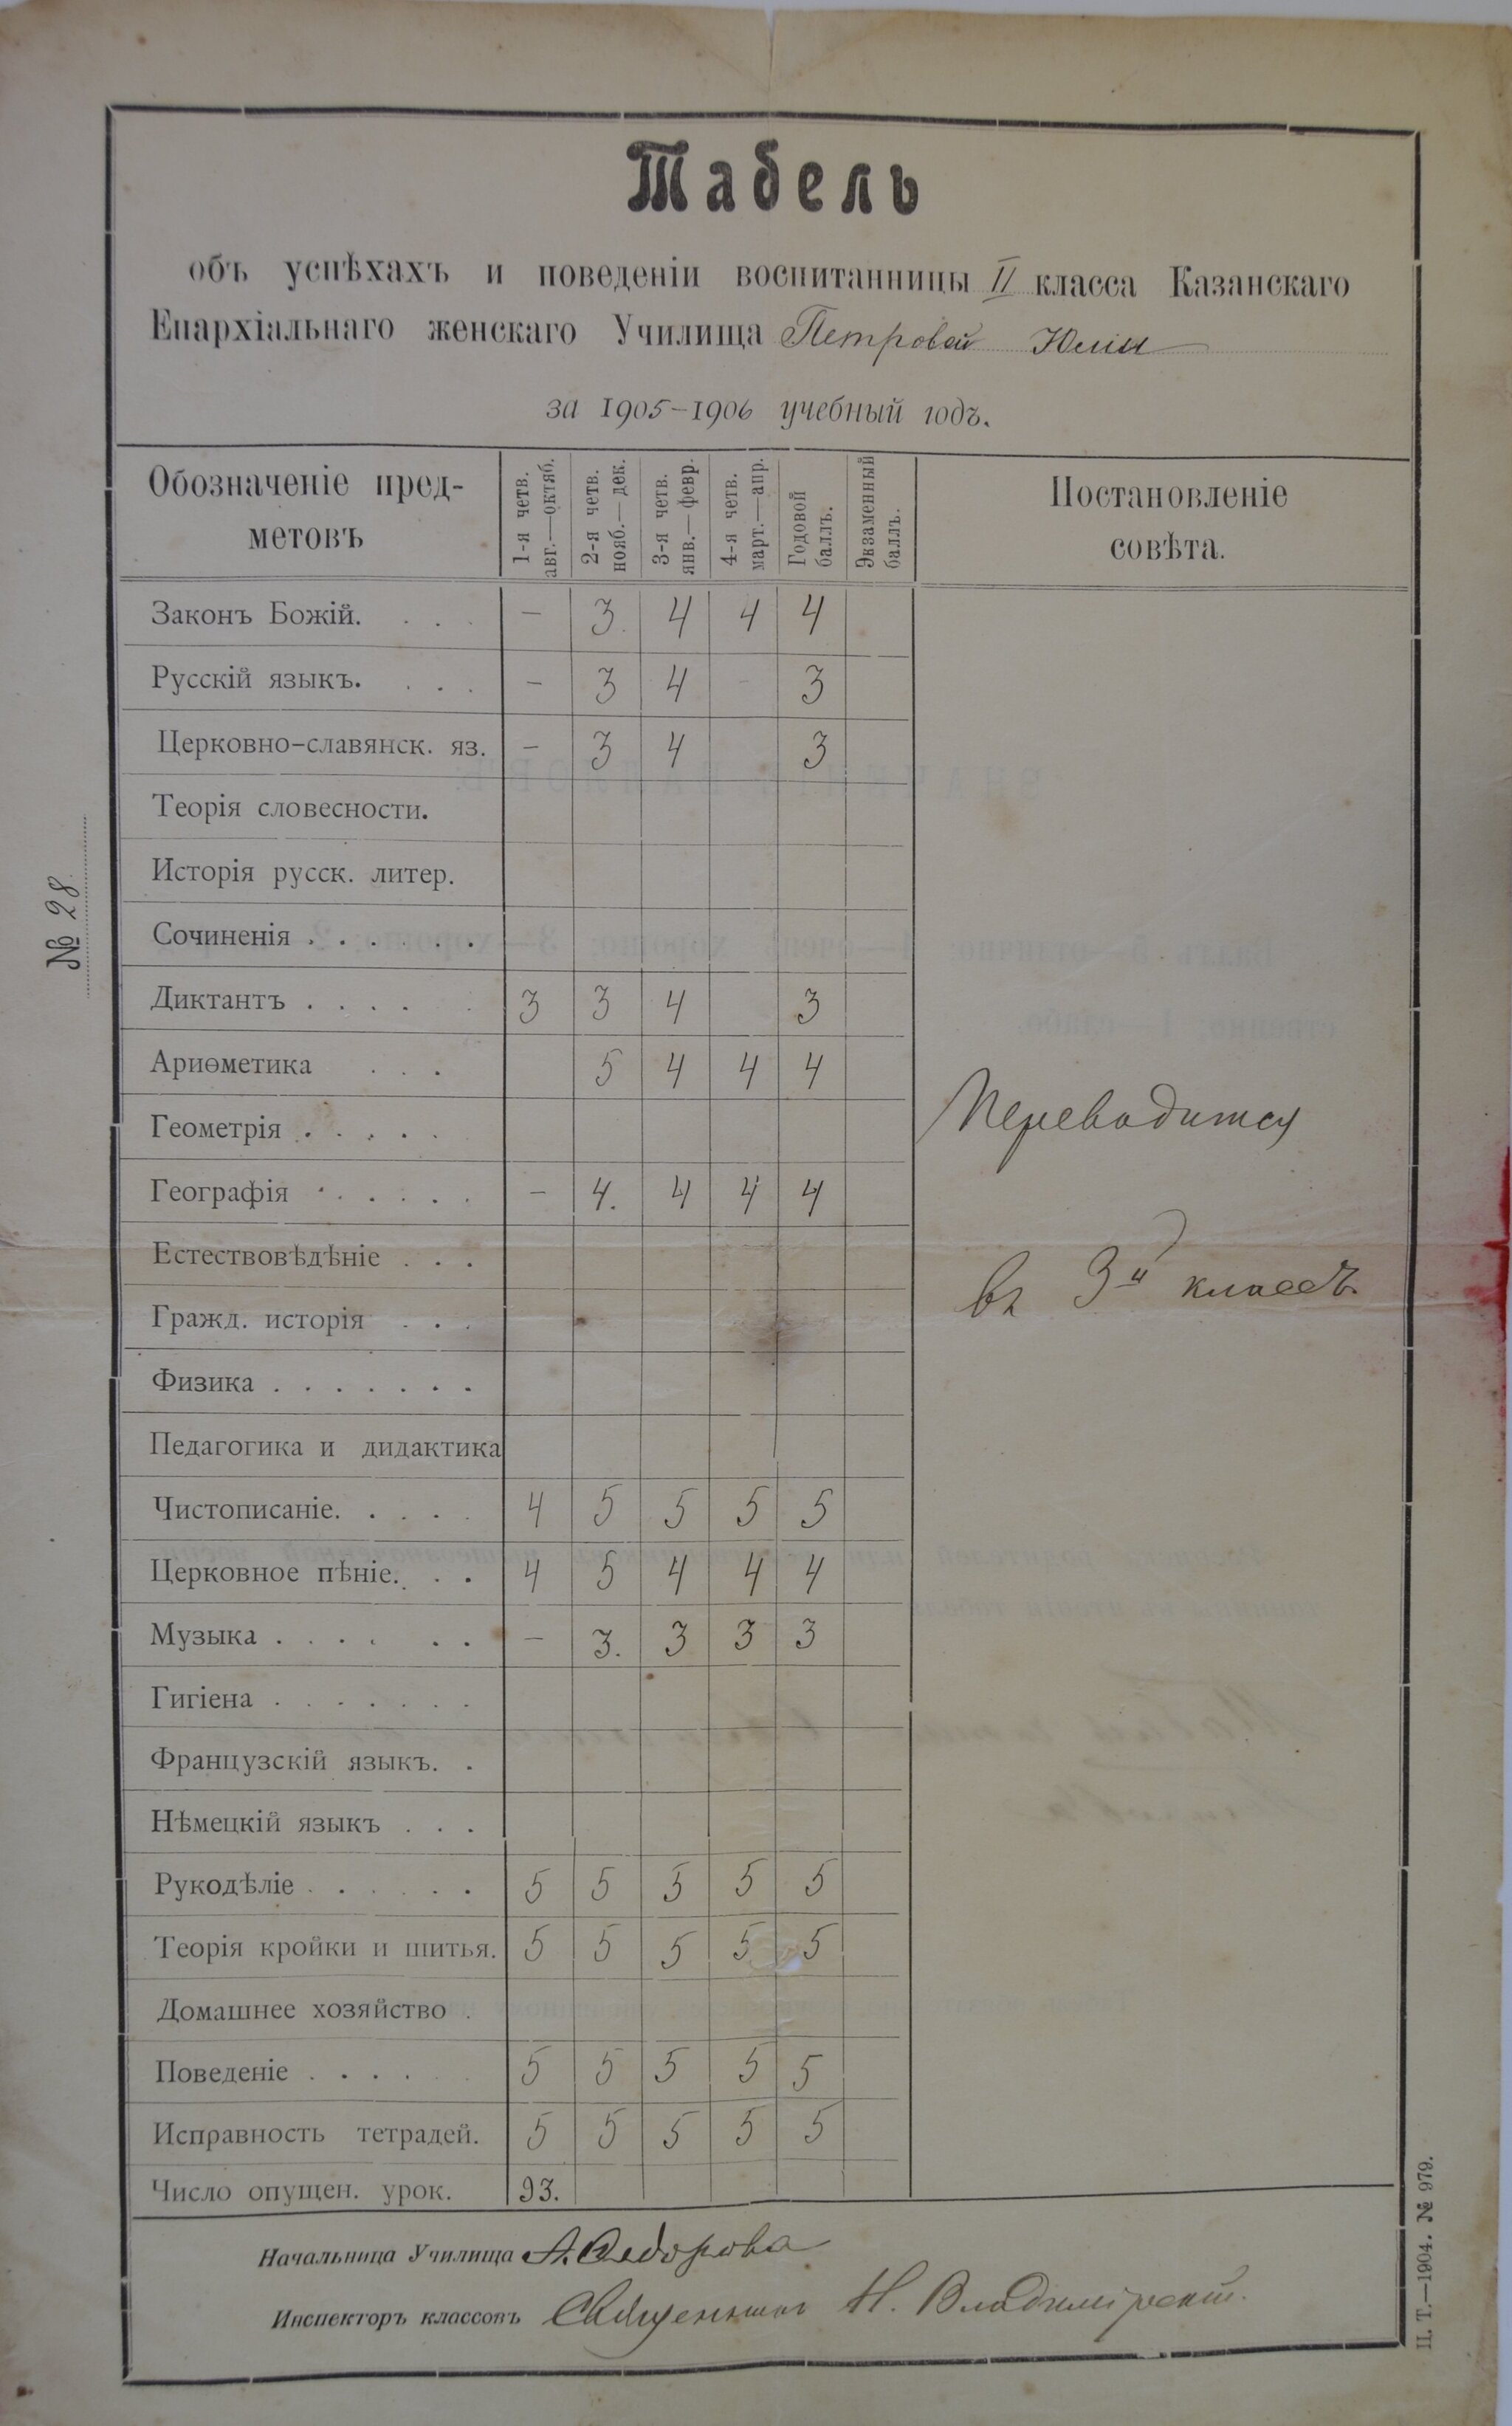 Табель
объ успѣхахъ и поведеніи воспитанницы II класса Казанскаго
Епархіальнаго женскаго Училища Петровой Юліи
за 1905–1906 учебный годъ.
Обозначеніе пред-
метовъ
1-я четв.
авг.—октяб.
2-я четв.
нояб.—дек.
3-я четв.
янв.—февр.
4-я четв.
март.—апр.
Годовой
баллъ.
Экзаменный
баллъ.
Постановленіе
совѣта.
Законъ Божій. . . . – 3. 4 4 4
Русскій языкъ. . . . – 3 4 – 3
Церковно-славянск. яз. – 3 4 3
Теорія словесности.
Исторія русск. литер.
Сочиненія . . . . . .
Диктантъ . . . . . 3 3 4 3
Ариѳметика . . . 5 4 4 4
Геометрія . . . . .
Географія . . . . . . – 4. 4 4 4
Естествовѣдѣніе . . .
Гражд. исторія . . .
Физика . . . . . . .
Педагогика и дидактика
Чистописаніе. . . . . 4 5 5 5 5
Церковное пѣніе. . . 4 5 4 4 4
Музыка . . . . . . – 3. 3 3 3
Гигіена . . . . . . .
Французскій языкъ. .
Нѣмецкій языкъ . . .
Рукодѣліе . . . . . . 5 5 5 5 5
Теорія кройки и шитья. 5 5 5 5 5
Домашнее хозяйство .
Поведеніе . . . . 5 5 5 5 5
Исправность тетрадей. 5 5 5 5 5
Число опущен. урок. 93.
Переводится
въ 3й классъ.
Начальница Училища А. Ѳедорова
Инспекторъ классовъ Священникъ Н. Владимірскій.
№ 28
Ц. Т.—1904. № 979.